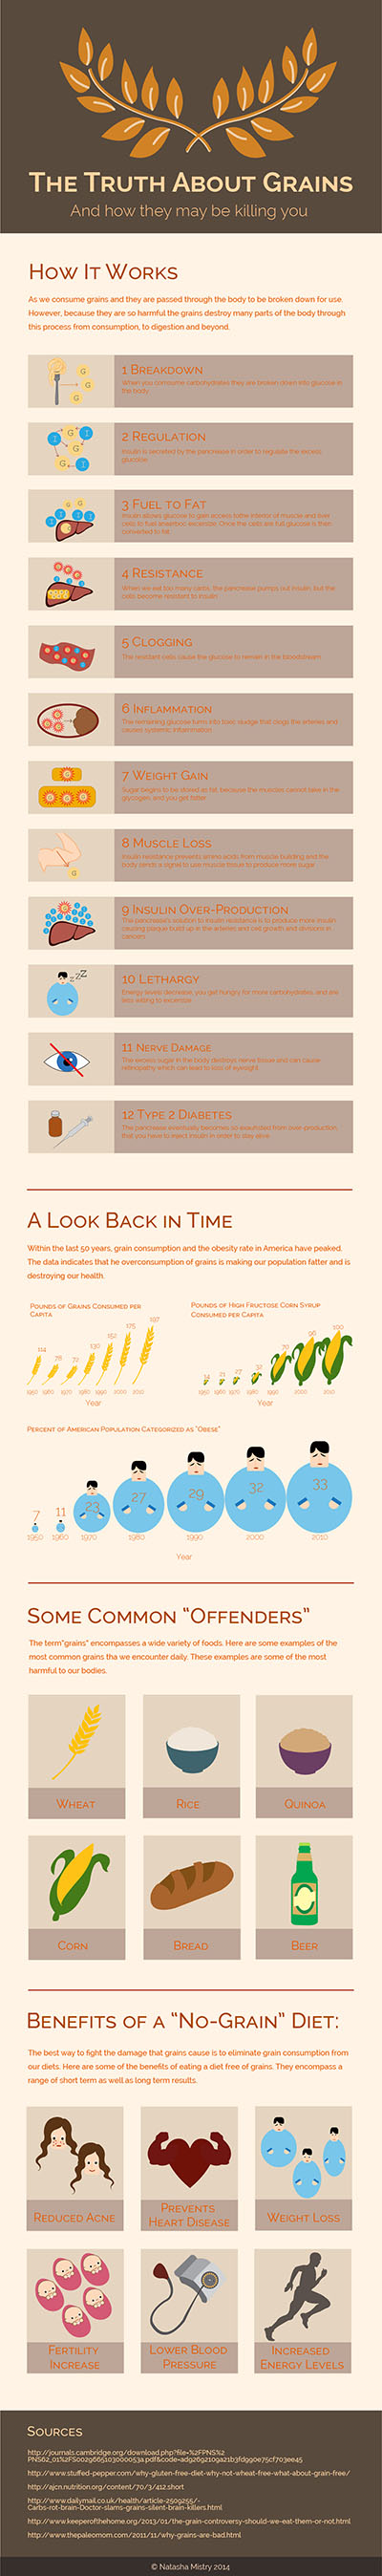 The Truth About Grains
And how they may be killing you
How It Works
As we consume grains and they are passed through the body to be broken down for use.
However, because they are so harmful the grains destroy many parts of the body through
this process from consumption, to digestion and beyond.
G
G
G
1 Breakdown
When you consume carbohydrates they are broken down into glucose in
the body
I
G
I
G
I
2 Regulation
Insulin is secreted by the pancrease in order to regulate the excess
glucose
3 Fuel to Fat
Insulin allows glucose to gain access to the interior of muscle and liver
cells to fuel
Once the cells are full glucose is then
converted to fat
4 Resistance
When we eat too many carbs, the pancrease pumps out insulin, but the
cells become resistant to insulin
5 Clogging
The resistant cells cause the glucose to remain in the bloodstream
6 Inflammation
The remaining glucose turns into toxic sludge that clogs the arteries and
causes systemic inflammation
7 Weight Gain
Sugar begins to be stored as fat, because the muscles cannot take in the
glycogen, and you get fatter
8 Muscle Loss
Insulin resistance prevents amino acids from muscle building and the
body sends a signal to use muscle tissue to produce more sugar
G
9 Insulin Over-Production
The pancrease's solution to insulin resistance is to produce more insulin
causing plaque build up in the arteries and cell growth and divisions in
cancers
zzZ
10 Lethargy
Energy levels decrease, you get hungry for more carbohydrates, and are
less willing to excercise
11 Nerve Damage
The excess sugar in the body destroys nerve tissue and can cause
retinopathy which can lead to loss of eyesight
12 Type 2 Diabetes
The pancrease eventually becomes so exausted from over-production
that you have to inject insulin in order to stay alive
A Look Back in Time
Within the last 50 years, grain consumption and the obesity rate in America have peaked.
The data indicates that he overconsumption of grains is making our population fatter and is
destroying our health.
Pounds of Grains Consumed per
Capita
114 78 72 130 152 175 197
1950 1960 1970 1980 1990 2000 2010
Year
Pounds of High Fructose Corn Syrup
Consumed per Capita
14 21 27 32 70 96 100
1950 1960 1970 1980 1990 2000 2010
Year
Percent of American Population Categorized as "Obese"
7 11 23 27 29 32 33
1950 1960 1970 1980 1990 2000 2010
Year
Some Common "Offenders"
The term"grains" encompasses a wide variety of foods. Here are some examples of the
most common grains tha we encounter daily. These examples are some of the most
harmful to our bodies.
Wheat
Rice
Quinoa
Corn
Bread
Beer
Benefits of a "No-Grain" Diet:
The best way to fight the damage that grains cause is to eliminate grain consumption from
our diets. Here are some of the benefits of eating a diet free of grains. They encompass a
range of short term as well as long term results.
Reduced Acne
Prevents
Heart Disease
Weight Loss
Fertility
Increase
Lower Blood
Pressure
Increased
Energy Levels
Sources
http://journals.cambridge.org/download.php?file=%2FPNS%2
http://www.stuffed-pepper.com/why-gluten-free-diet-why-not-wheat-free-what-about-grain-free/
http://ajcn.nutrition.org/content/70/3/412.short
http://www.dailymail.co.uk/health/article-2509255/-
Carbs-rot-brain-Doctor-slams-grains-silent-brain-killers.html
http://www.keeperofthehome.org/2013/01/the-grain-controversy-should-we-eat-them-or-not.html
http://www.thepaleomom.com/2011/11/why-grains-are-bad.html
© Natasha Mistry 2014